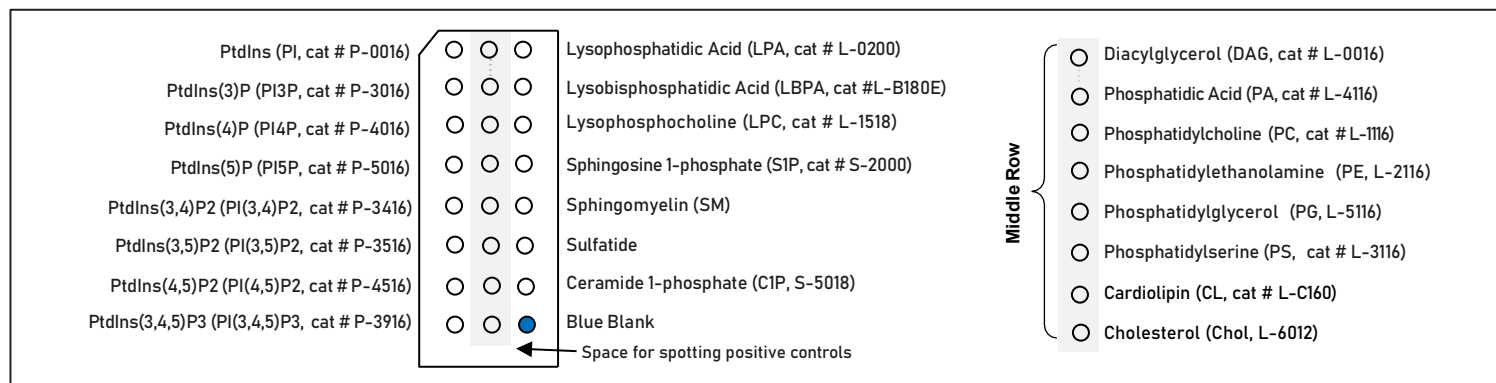 PtdIns (PI, cat # P-0016)
PtdIns(3)P (PI3P, cat # P-3016)
PtdIns(4)P (PI4P, cat # P-4016)
PtdIns(5)P (PI5P, cat # P-5016)
PtdIns(3,4)P2 (PI(3,4)P2, cat # P-3416)
PtdIns(3,5)P2 (PI(3,5)P2, cat # P-3516)
PtdIns(4,5)P2 (PI(4,5)P2, cat # P-4516)
PtdIns(3,4,5)P3 (PI(3,4,5)P3, cat # P-3916)
Lysophosphatidic Acid (LPA, cat # L-0200)
Lysobisphosphatidic Acid (LBPA, cat #L-B180E)
Lysophosphocholine (LPC, cat # L-1518)
Sphingosine 1-phosphate (S1P, cat # S-2000)
Sphingomyelin (SM)
Sulfatide
Ceramide 1-phosphate (C1P, S-5018)
Blue Blank
Space for spotting positive controls
Middle Row
Diacylglycerol (DAG, cat # L-0016)
Phosphatidic Acid (PA, cat # L-4116)
Phosphatidylcholine (PC, cat # L-1116)
Phosphatidylethanolamine (PE, L-2116)
Phosphatidylglycerol (PG, L-5116)
Phosphatidylserine (PS, cat # L-3116)
Cardiolipin (CL, cat # L-C160)
Cholesterol (Chol, L-6012)